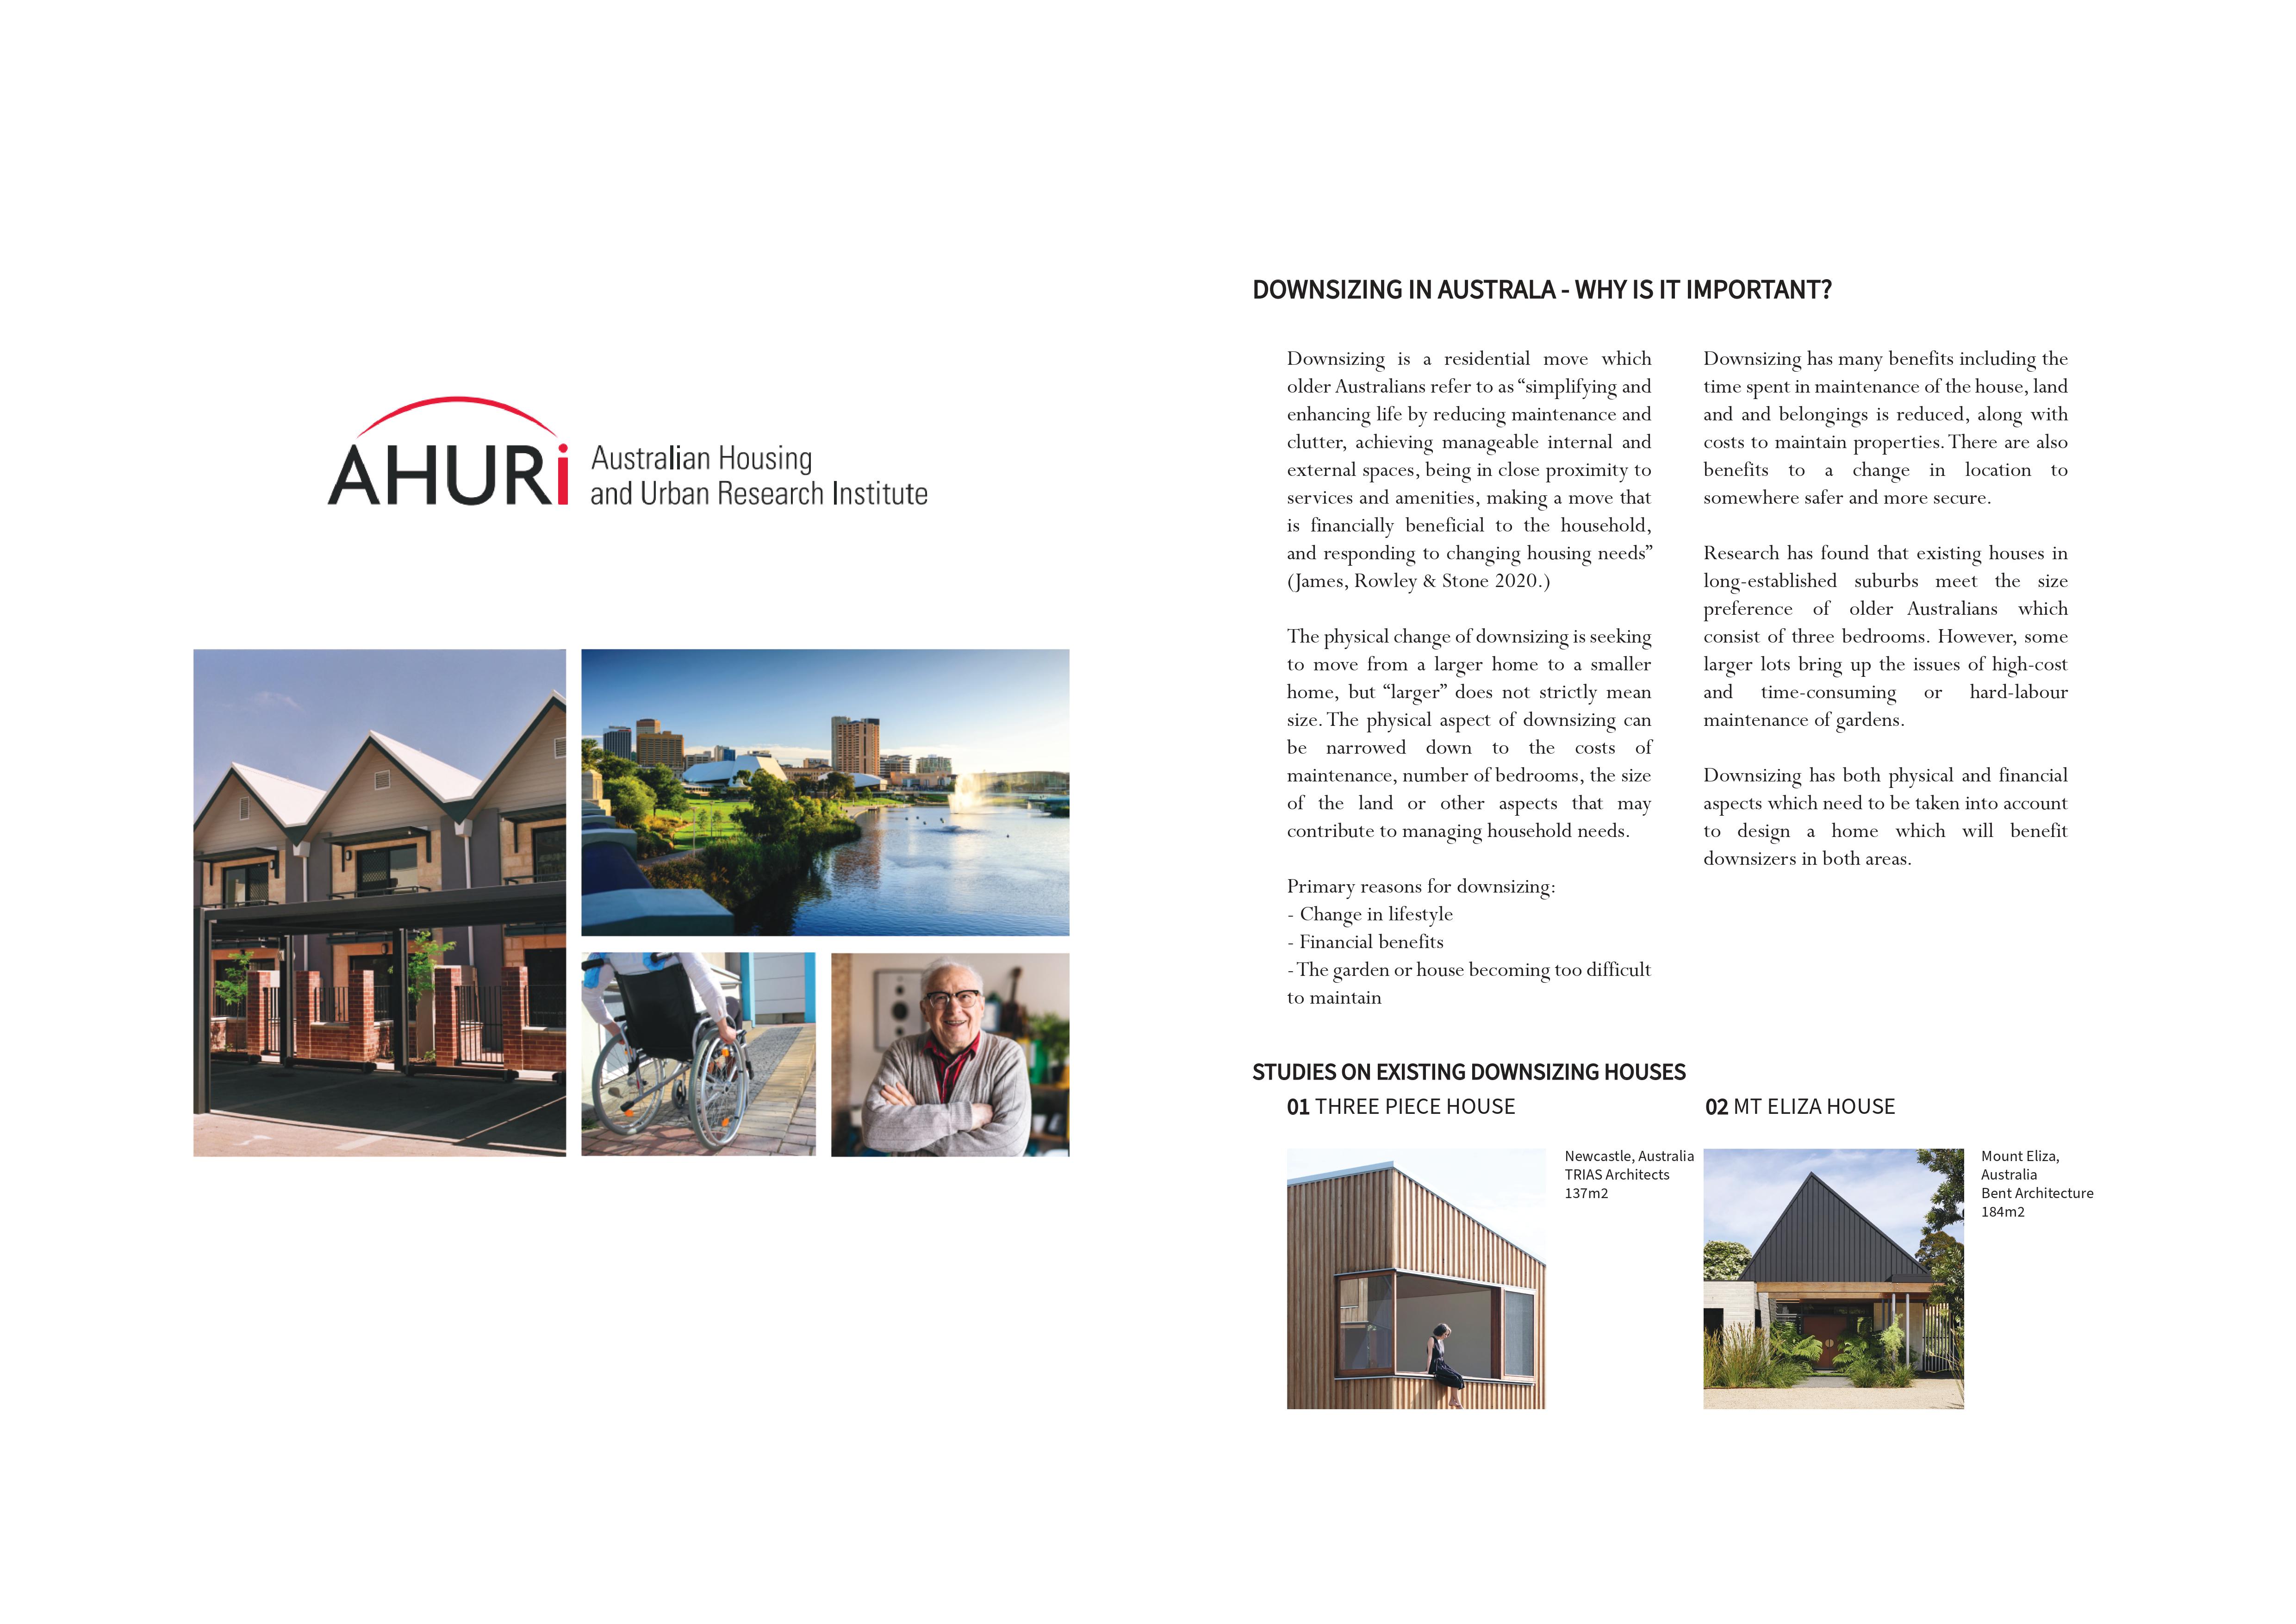 AHURi
Australian Housing
and Urban Research Institute
DOWNSIZING IN AUSTRALA - WHY IS IT IMPORTANT?
Downsizing is a residential move which
older Australians refer to as “simplifying and
enhancing life by reducing maintenance and
clutter, achieving manageable internal and
external spaces, being in close proximity to
services and amenities, making a move that
is financially beneficial to the household,
and responding to changing housing needs”
(James, Rowley & Stone 2020.)
The physical change of downsizing is seeking
to move from a larger home to a smaller
home, but “larger” does not strictly mean
size. The physical aspect of downsizing can
be narrowed down to the costs of
maintenance, number of bedrooms, the size
of the land or other aspects that may
contribute to managing household needs.
Primary reasons for downsizing:
- Change in lifestyle
- Financial benefits
- The garden or house becoming too difficult
to maintain
Downsizing has many benefits including the
time spent in maintenance of the house, land
and and belongings is reduced, along with
costs to maintain properties. There are also
benefits to a change in location to
somewhere safer and more secure.
Research has found that existing houses in
long-established suburbs meet the size
preference of older Australians which
consist of three bedrooms. However, some
larger lots bring up the issues of high-cost
and time-consuming or hard-labour
maintenance of gardens.
Downsizing has both physical and financial
aspects which need to be taken into account
to design a home which will benefit
downsizers in both areas.
STUDIES ON EXISTING DOWNSIZING HOUSES
01 THREE PIECE HOUSE
Newcastle, Australia
TRIAS Architects
137m2
02 MT ELIZA HOUSE
Mount Eliza,
Australia
Bent Architecture
184m2